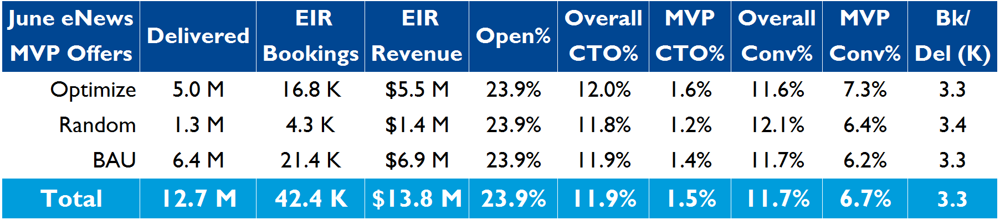 June eNews MVP Offers Delivered EIR Bookings EIR Revenue Open% Overall CTO% MVP CTO% Overall Conv% MVP Conv% Bk/ Del (K)
Optimize 5.0 M 16.8 K $5.5 M 23.9% 12.0% 1.6% 11.6% 7.3% 3.3
Random 1.3 M 4.3 K $1.4 M 23.9% 11.8% 1.2% 12.1% 6.4% 3.4
BAU 6.4 M 21.4 K $6.9 M 23.9% 11.9% 1.4% 11.7% 6.2% 3.3
Total 12.7 M 42.4 K $13.8 M 23.9% 11.9% 1.5% 11.7% 6.7% 3.3